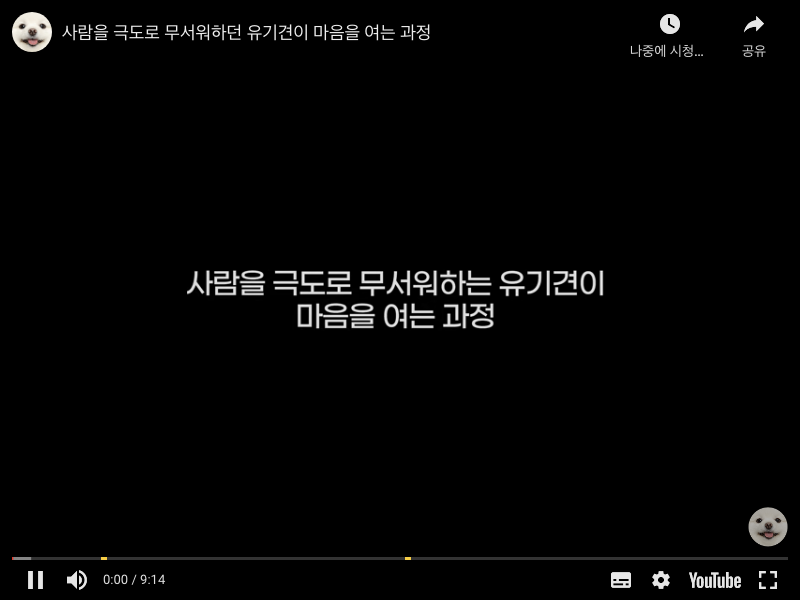 사람을 극도로 무서워하던 유기견이 마음을 여는 과정
나중에 시청...
공유
사람을 극도로 무서워하는 유기견이
마음을 여는 과정
0:00 / 9:14
YouTube